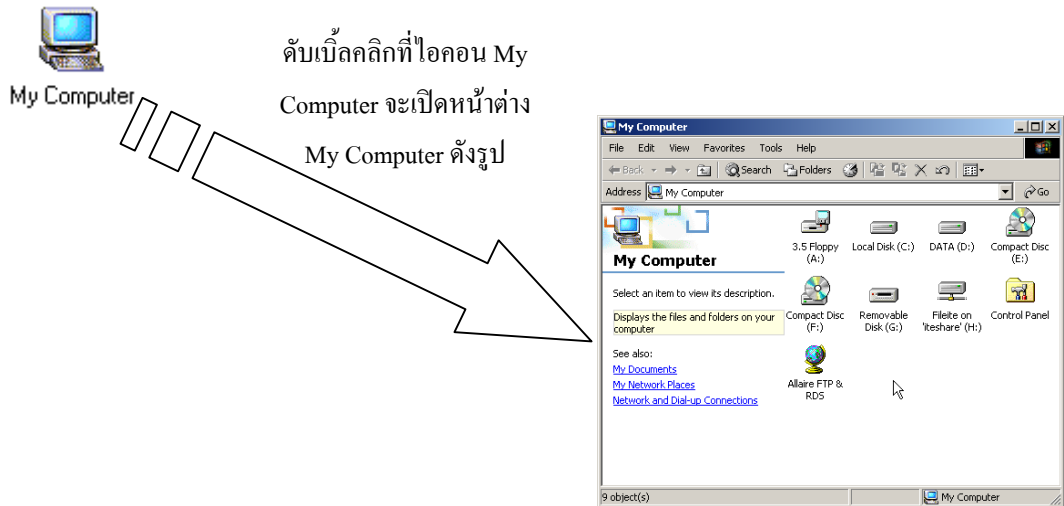 My Computer
ดับเบิ้ลคลิกที่ไอคอน My
Computer จะเปิดหน้าต่าง
My Computer ดังรูป
My Computer
File Edit View Favorites Tools Help
Back Search Folders
Address My Computer Go
My Computer
Select an item to view its description.
Displays the files and folders on your
computer
See also:
My Documents
My Network Places
Network and Dial-up Connections
3.5 Floppy
(A:)
Local Disk (C:)
DATA (D:)
Compact Disc
(E:)
Compact Disc
(F:)
Removable
Disk (G:)
Fileite on
'iteshare' (H:)
Control Panel
Allaire FTP &
RDS
9 object(s) My Computer